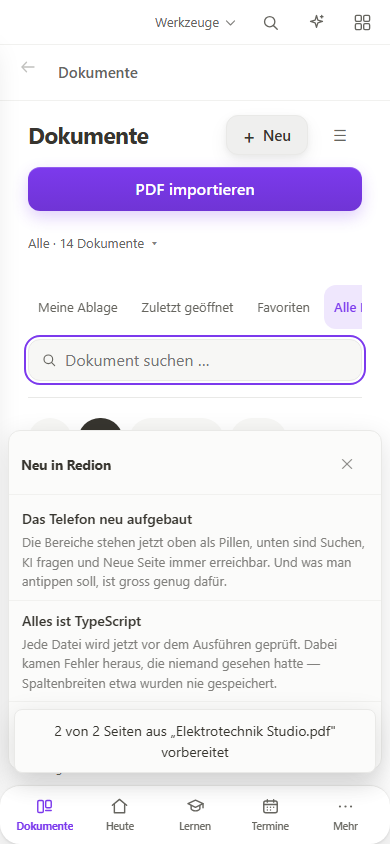 Werkzeuge
Dokumente
Dokumente
+ Neu
PDF importieren
Alle · 14 Dokumente
Meine Ablage
Zuletzt geöffnet
Favoriten
Alle
Dokument suchen ...
Neu in Redion
Das Telefon neu aufgebaut
Die Bereiche stehen jetzt oben als Pillen, unten sind Suchen,
KI fragen und Neue Seite immer erreichbar. Und was man
antippen soll, ist gross genug dafür.
Alles ist TypeScript
Jede Datei wird jetzt vor dem Ausführen geprüft. Dabei
kamen Fehler heraus, die niemand gesehen hatte —
Spaltenbreiten etwa wurden nie gespeichert.
2 von 2 Seiten aus „Elektrotechnik Studio.pdf"
vorbereitet
Dokumente
Heute
Lernen
Termine
Mehr